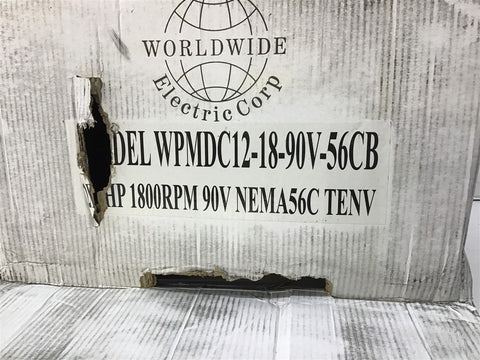 WORLDWIDE
Electric Corp
DEL WPMDC12-18-90V-56CB
HP 1800RPM 90V NEMA56C TENV